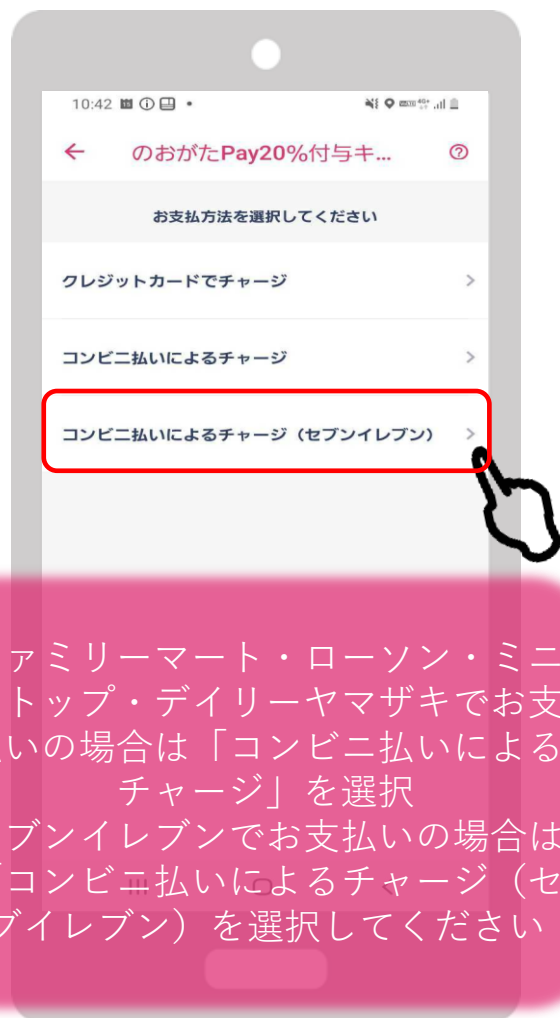 10:42
のおがたPay20%付与キ...
お支払方法を選択してください
クレジットカードでチャージ
コンビニ払いによるチャージ
コンビニ払いによるチャージ（セブンイレブン）
ァミリーマート・ローソン・ミニ
トップ・デイリーヤマザキでお支
いの場合は「コンビニ払いによる
チャージ」を選択
ブンイレブンでお支払いの場合は
「コンビニ払いによるチャージ（セ
ブイレブン）を選択してください